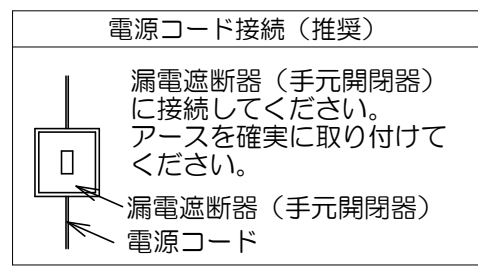 電源コード接続（推奨）
漏電遮断器（手元開閉器）
に接続してください。
アースを確実に取り付けて
ください。
漏電遮断器（手元開閉器）
電源コード